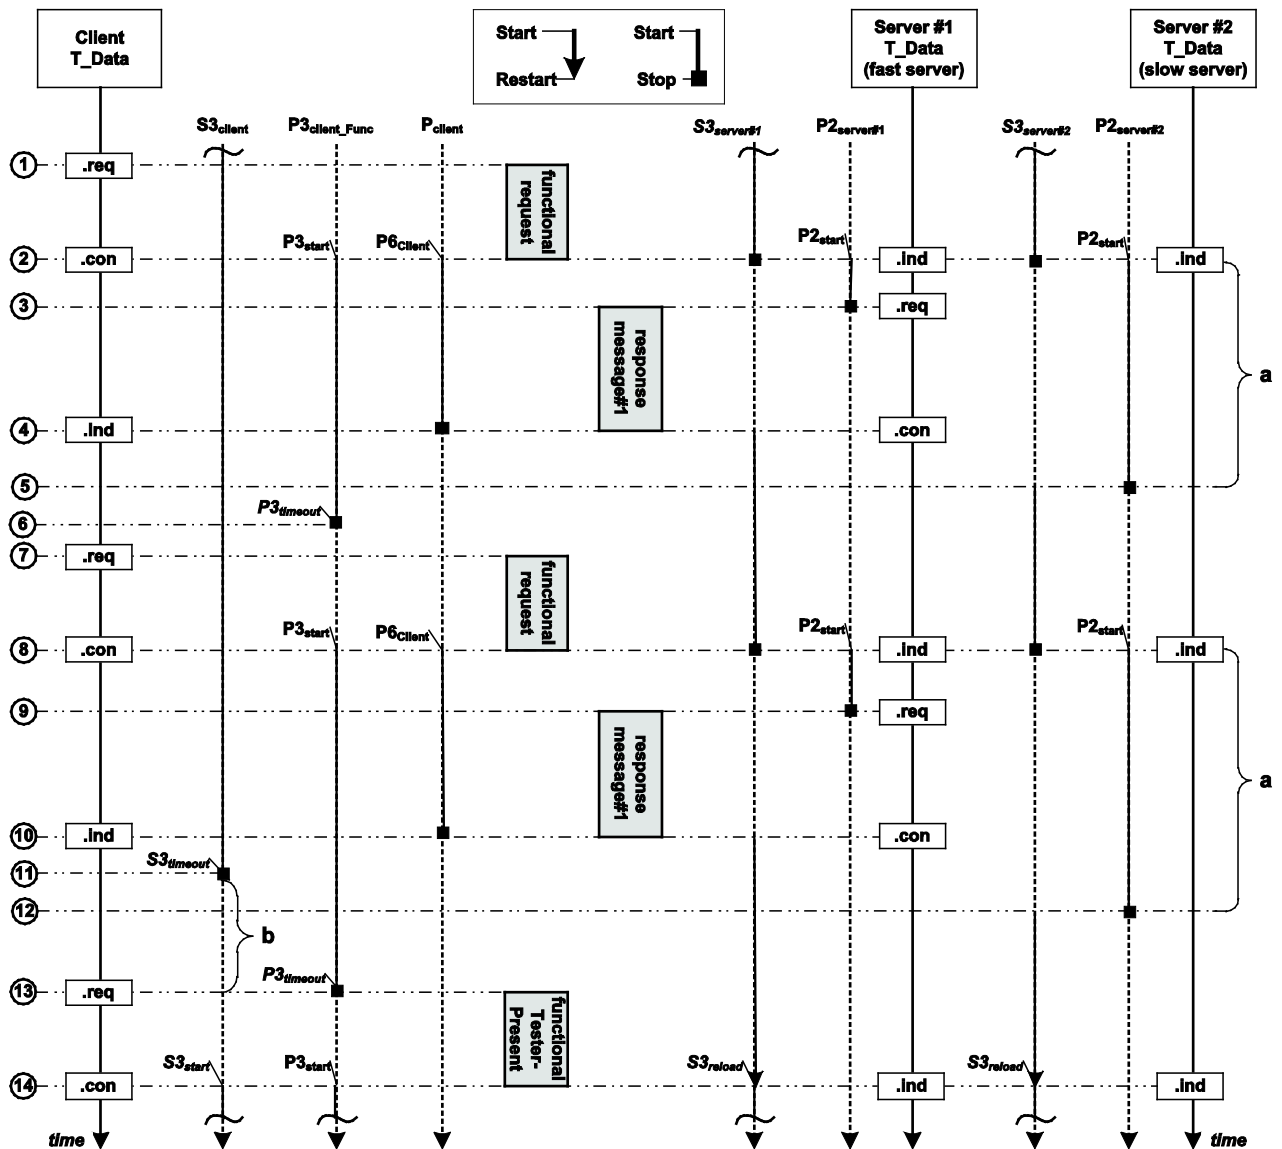 Client
T_Data
Start
Restart
Start
Stop
Server #1
T_Data
(fast server)
Server #2
T_Data
(slow server)
S3client
P3client_Func
Pclient
S3server#1
P2server#1
S3server#2
P2server#2
1
.req
functional
request
P3start
P6Client
P2start
P2start
2
.con
.ind
.ind
3
.req
response
message#1
a
4
.ind
.con
5
P3timeout
6
7
.req
functional
request
P3start
P6Client
P2start
P2start
8
.con
.ind
.ind
9
.req
response
message#1
a
10
.ind
.con
S3timeout
11
12
b
P3timeout
13
.req
functional
Tester-
Present
S3start
P3start
S3reload
S3reload
14
.con
.ind
.ind
time
time